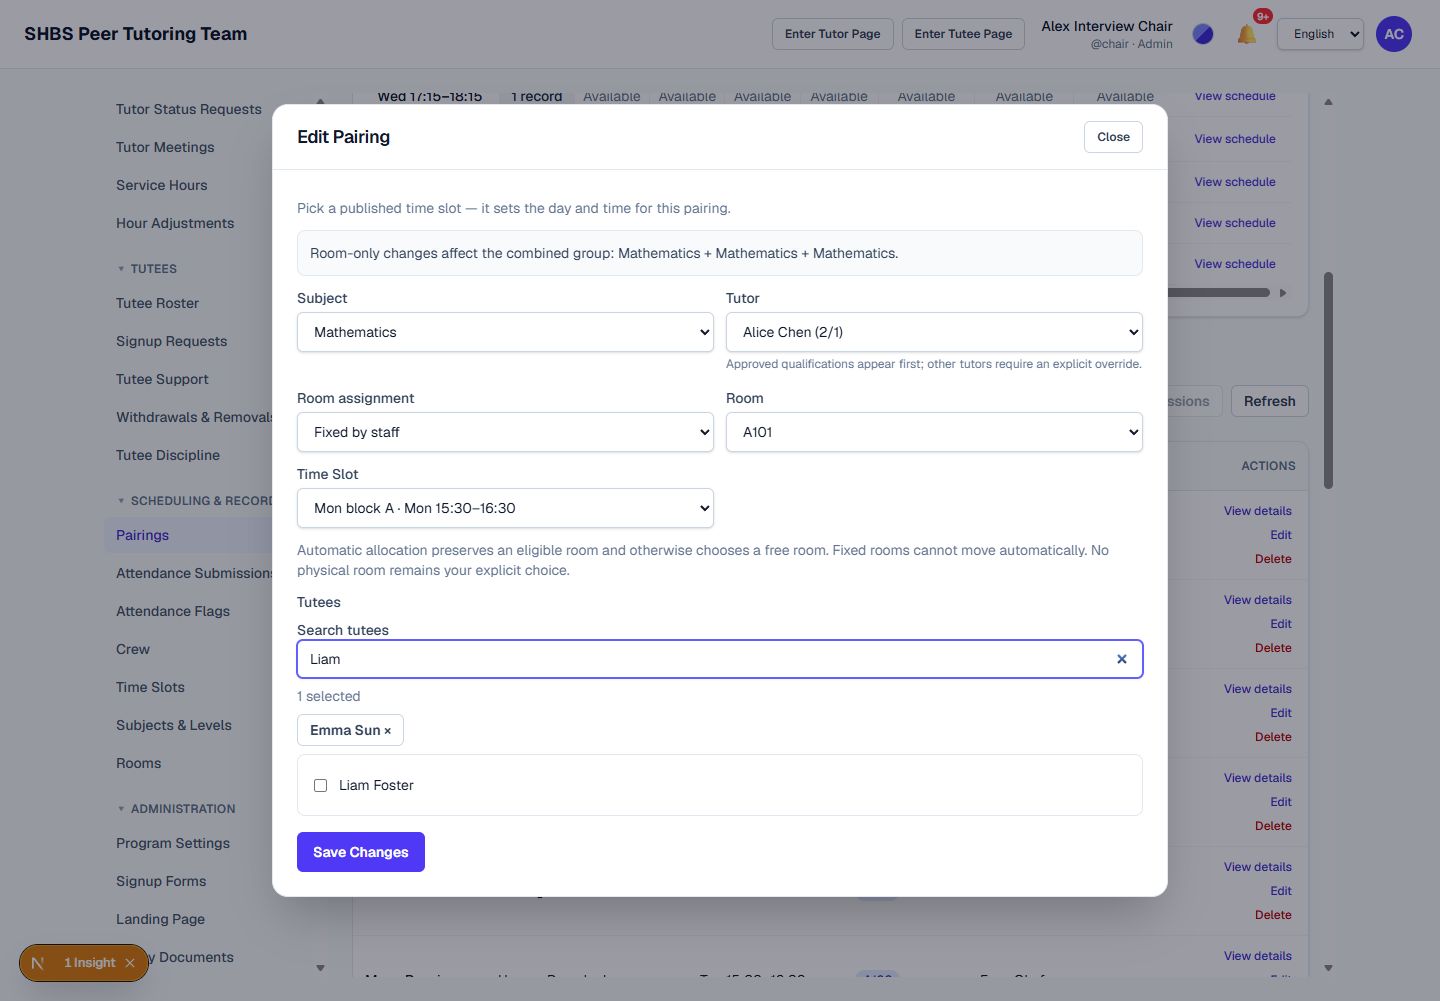 SHBS Peer Tutoring Team
Enter Tutor Page
Enter Tutee Page
Alex Interview Chair
@chair · Admin
9+
English
AC
Tutor Status Requests
Tutor Meetings
Service Hours
Hour Adjustments
TUTEES
Tutee Roster
Signup Requests
Tutee Support
Withdrawals & Removals
Tutee Discipline
SCHEDULING & RECORD
Pairings
Attendance Submissions
Attendance Flags
Crew
Time Slots
Subjects & Levels
Rooms
ADMINISTRATION
Program Settings
Signup Forms
Landing Page
y Documents
1 Insight ×
Wed 17:15–18:15 1 record Available Available Available Available Available Available Available View schedule
View schedule
View schedule
View schedule
View schedule
ssions
Refresh
ACTIONS
View details
Edit
Delete
View details
Edit
Delete
View details
Edit
Delete
View details
Edit
Delete
View details
Edit
Delete
View details
Edit Pairing
Close
Pick a published time slot — it sets the day and time for this pairing.
Room-only changes affect the combined group: Mathematics + Mathematics + Mathematics.
Subject
Mathematics
Tutor
Alice Chen (2/1)
Approved qualifications appear first; other tutors require an explicit override.
Room assignment
Fixed by staff
Room
A101
Time Slot
Mon block A · Mon 15:30–16:30
Automatic allocation preserves an eligible room and otherwise chooses a free room. Fixed rooms cannot move automatically. No
physical room remains your explicit choice.
Tutees
Search tutees
Liam
1 selected
Emma Sun ×
Liam Foster
Save Changes